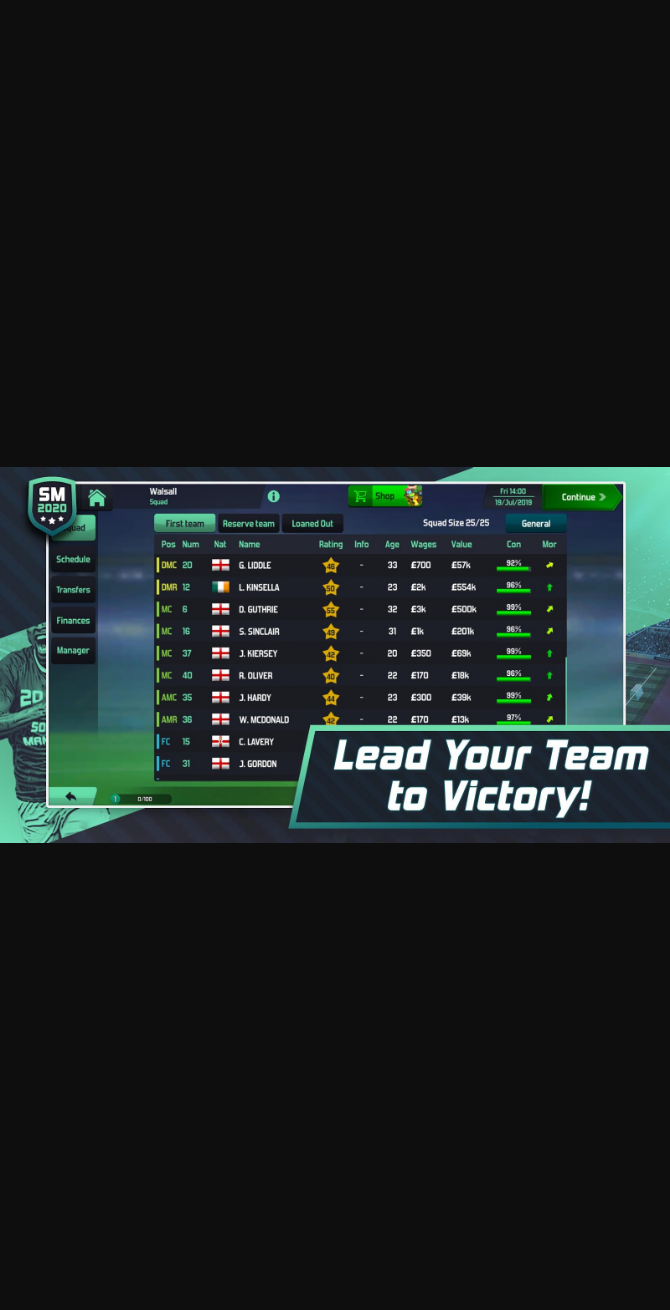 SM
2020
Walsall
Squad
Shop
Fri 14:00
19/Jul/2019
Continue
First team Reserve team Loaned Out Squad Size 25/25 General
Schedule
Transfers
Finances
Manager
Pos Num Nat Name Rating Info Age Wages Value Con Mor
DMC 20 G. LIDDLE 46 - 33 £700 £57k 92%
DMR 12 L. KINSELLA 50 - 23 £2k £554k 96%
MC 6 D. GUTHRIE 55 - 32 £3k £500k 99%
MC 16 S. SINCLAIR 49 - 31 £1k £201k 96%
MC 37 J. KIERSEY 42 - 20 £350 £69k 99%
MC 40 R. OLIVER 40 - 22 £170 £18k 96%
AMC 35 J. HARDY 44 - 23 £300 £39k 99%
AMR 36 W. MCDONALD 42 - 22 £170 £13k 97%
FC 15 C. LAVERY
FC 31 J. GORDON
0/100
Lead Your Team
to Victory!